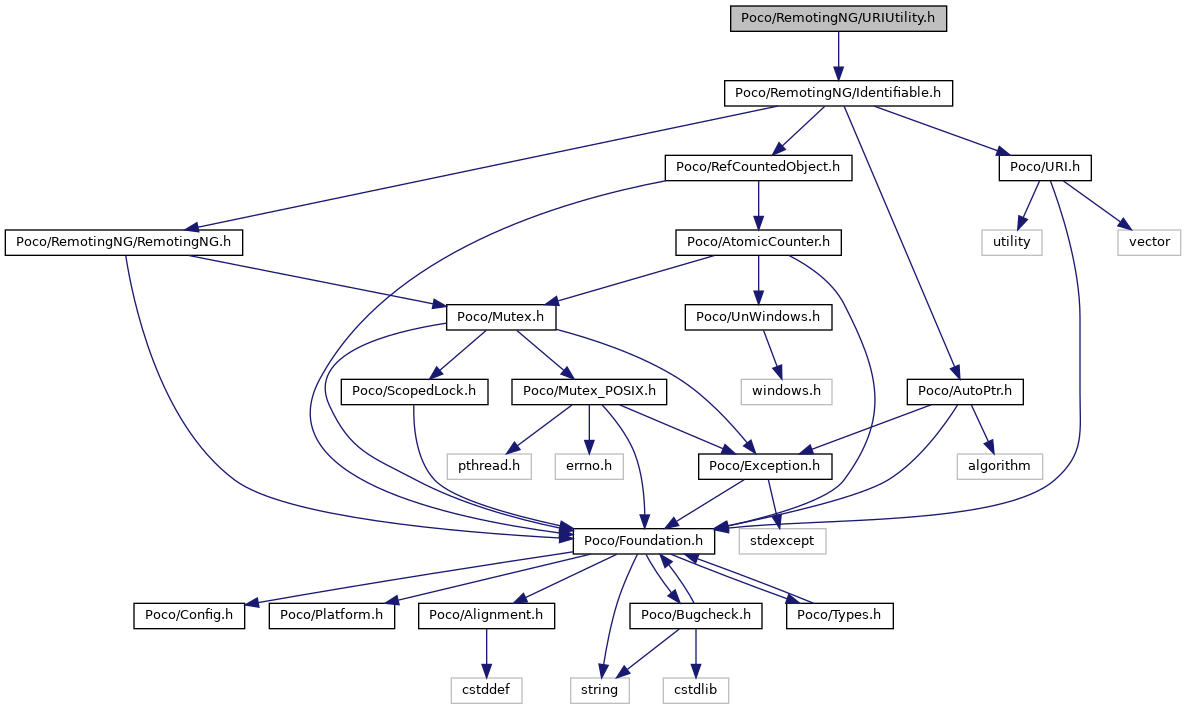 Poco/RemotingNG/URIUtility.h
Poco/RemotingNG/Identifiable.h
Poco/RefCountedObject.h
Poco/URI.h
Poco/RemotingNG/RemotingNG.h
Poco/AtomicCounter.h
utility
vector
Poco/Mutex.h
Poco/UnWindows.h
Poco/ScopedLock.h
Poco/Mutex_POSIX.h
windows.h
Poco/AutoPtr.h
pthread.h
errno.h
Poco/Exception.h
algorithm
Poco/Foundation.h
stdexcept
Poco/Config.h
Poco/Platform.h
Poco/Alignment.h
Poco/Bugcheck.h
Poco/Types.h
cstddef
string
cstdlib